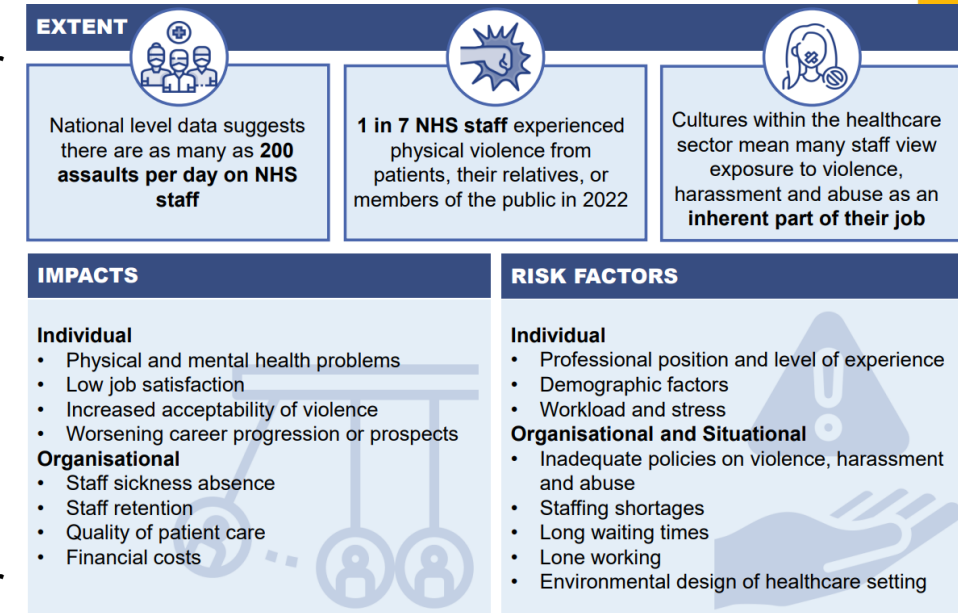 EXTENT
National level data suggests
there are as many as 200
assaults per day on NHS
staff
1 in 7 NHS staff experienced
physical violence from
patients, their relatives, or
members of the public in 2022
Cultures within the healthcare
sector mean many staff view
exposure to violence,
harassment and abuse as an
inherent part of their job
IMPACTS
Individual
• Physical and mental health problems
• Low job satisfaction
• Increased acceptability of violence
• Worsening career progression or prospects
Organisational
• Staff sickness absence
• Staff retention
• Quality of patient care
• Financial costs
RISK FACTORS
Individual
• Professional position and level of experience
• Demographic factors
• Workload and stress
Organisational and Situational
• Inadequate policies on violence, harassment
and abuse
• Staffing shortages
• Long waiting times
• Lone working
• Environmental design of healthcare setting